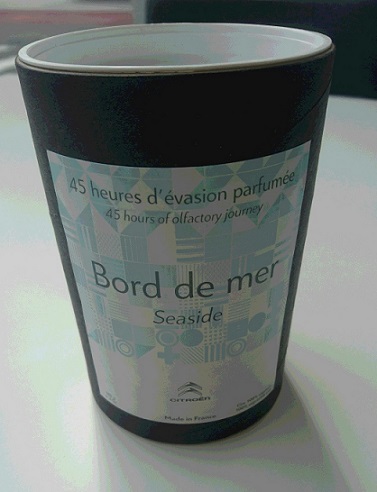 45 heures d'évasion parfumée
45 hours of olfactory journey
Bord de mer
Seaside
CITROËN
Made in France